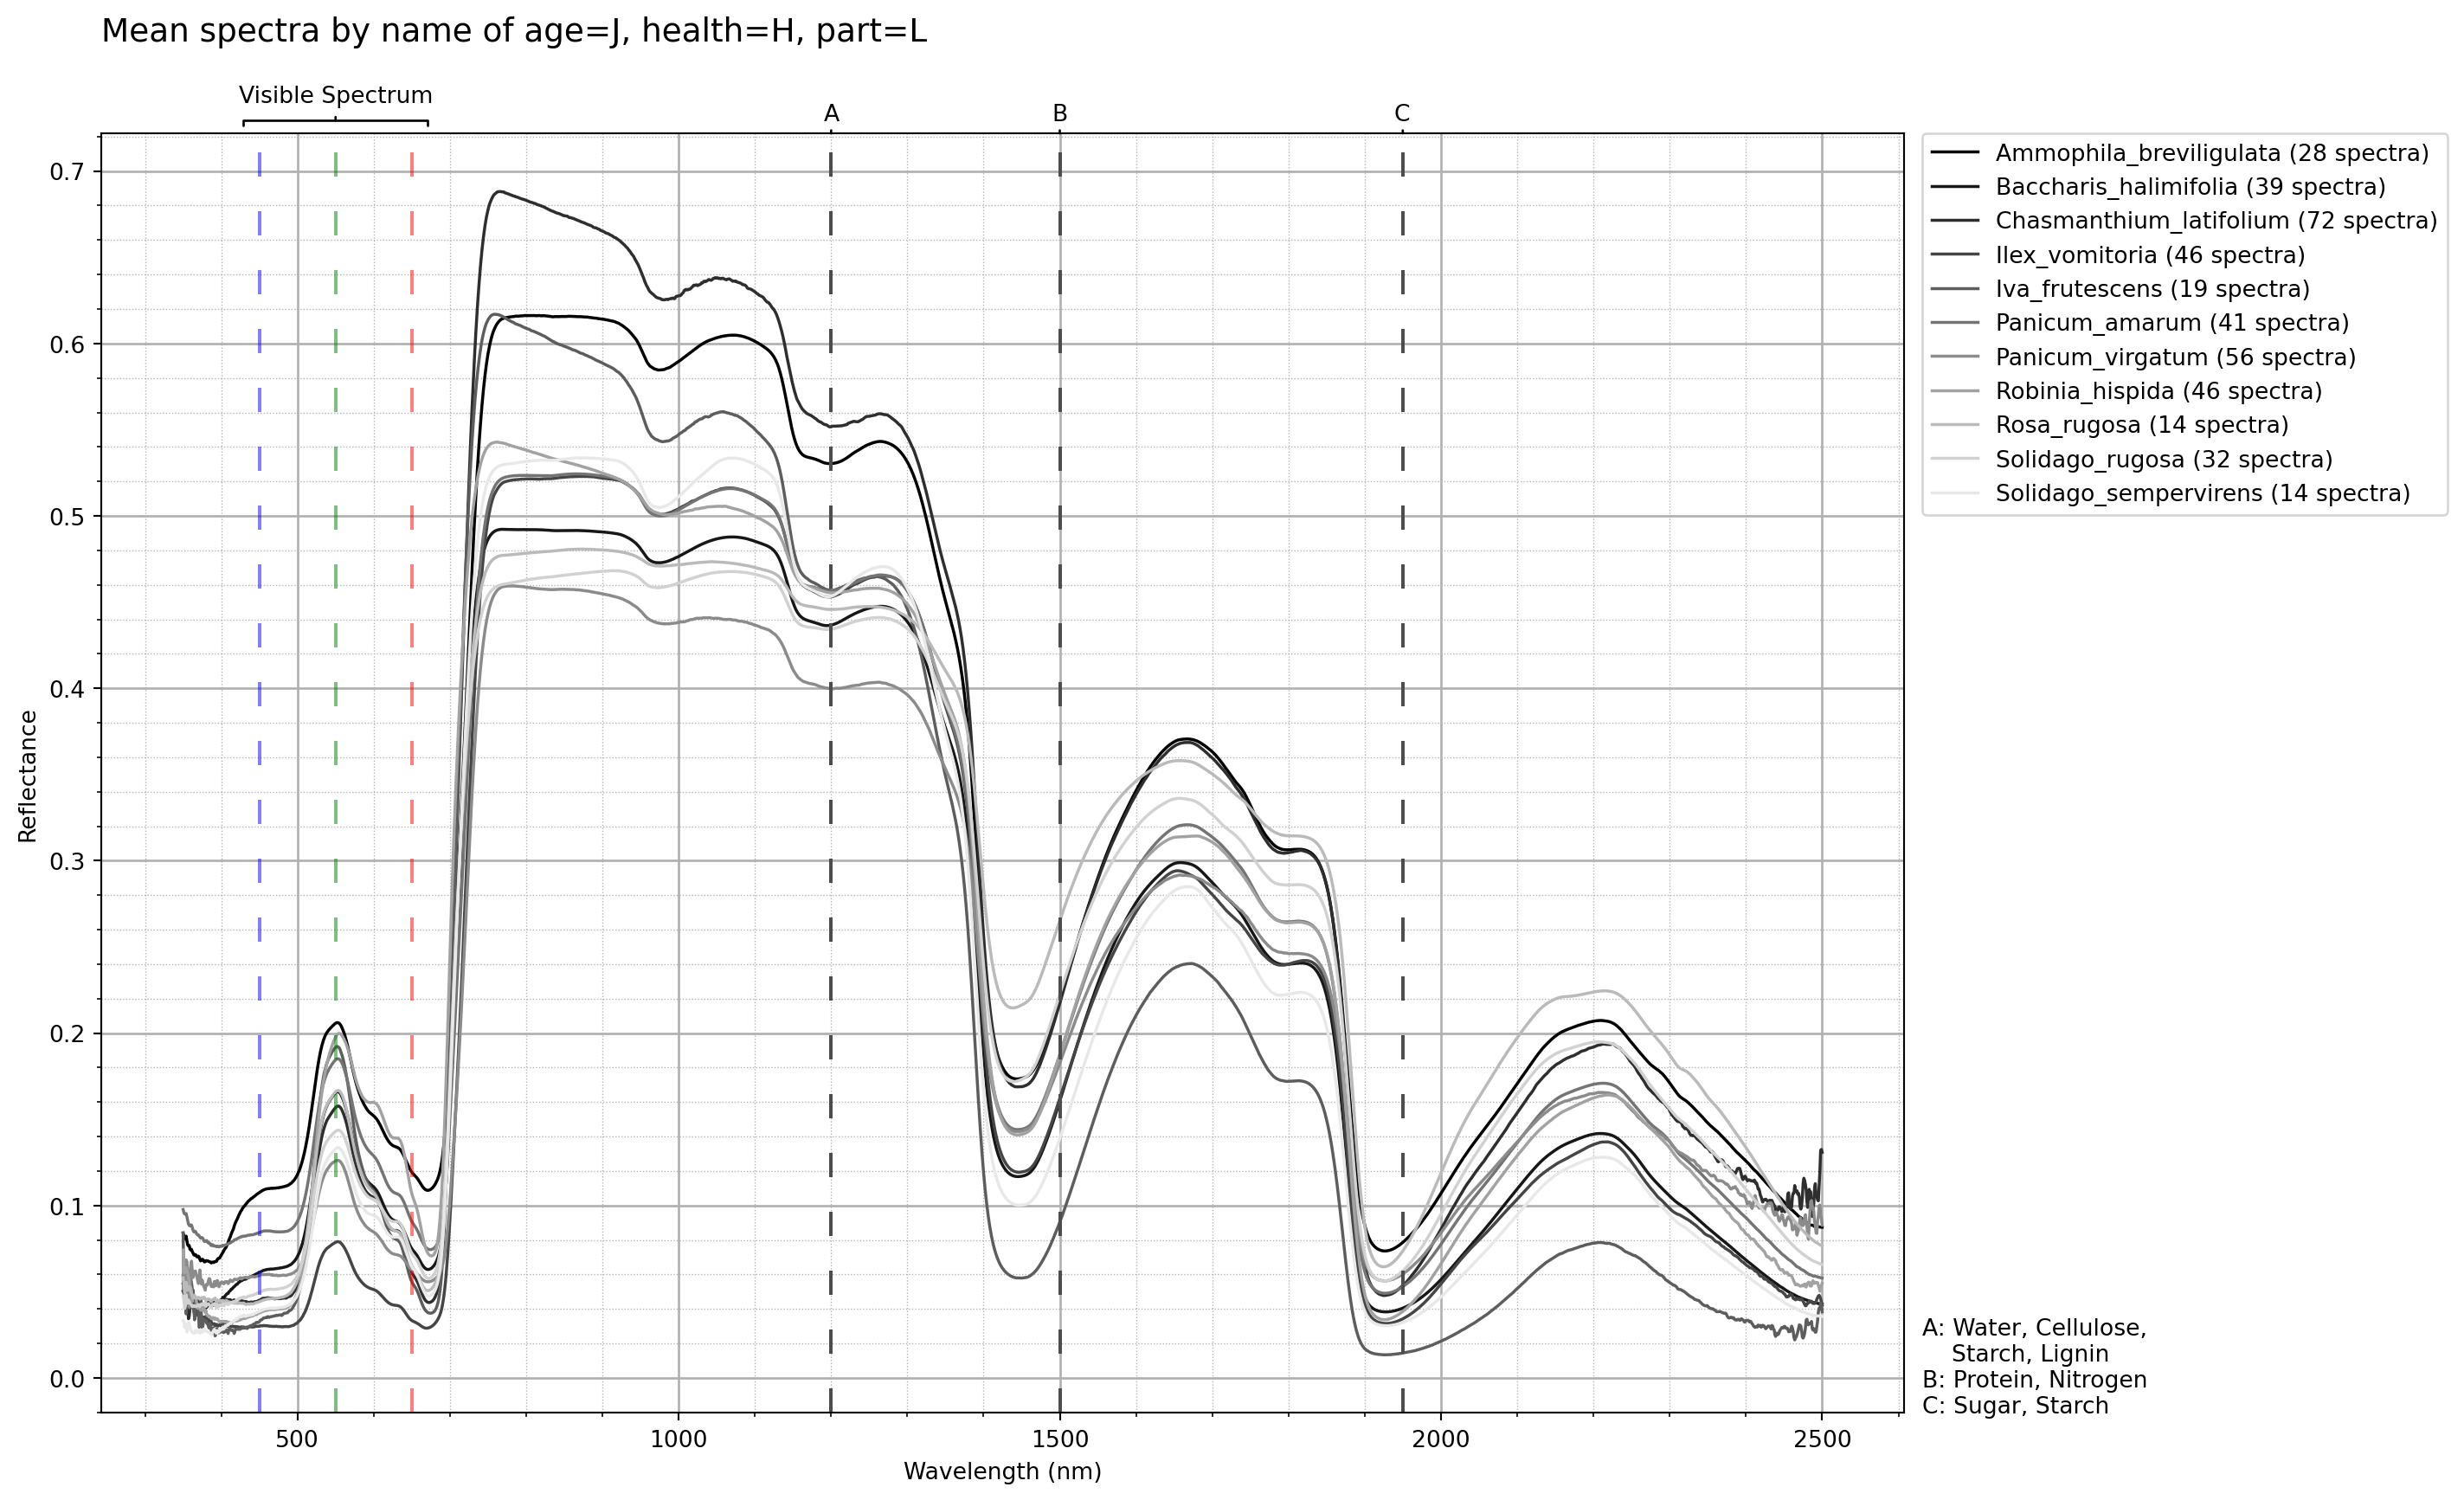 Mean spectra by name of age=J, health=H, part=L
Visible Spectrum
A
B
C
0.7
0.6
0.5
0.4
0.3
0.2
0.1
0.0
Reflectance
500
1000
1500
2000
2500
Wavelength (nm)
Ammophila_breviligulata (28 spectra)
Baccharis_halimifolia (39 spectra)
Chasmanthium_latifolium (72 spectra)
Ilex_vomitoria (46 spectra)
Iva_frutescens (19 spectra)
Panicum_amarum (41 spectra)
Panicum_virgatum (56 spectra)
Robinia_hispida (46 spectra)
Rosa_rugosa (14 spectra)
Solidago_rugosa (32 spectra)
Solidago_sempervirens (14 spectra)
A: Water, Cellulose,
Starch, Lignin
B: Protein, Nitrogen
C: Sugar, Starch